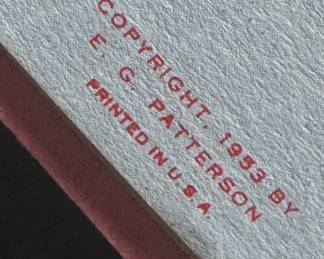 COPYRIGHT, 1953 BY
E. G. PATTERSON
PRINTED IN U.S.A.